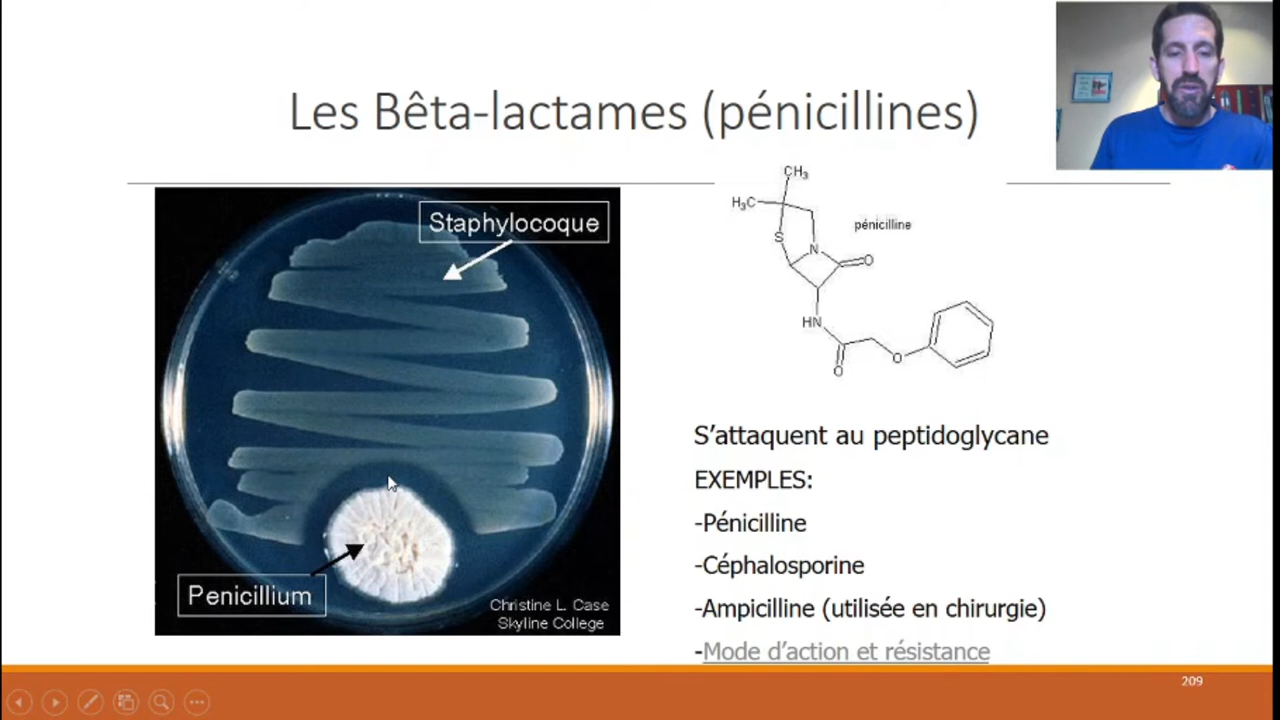 Les Bêta-lactames (pénicillines)
Staphylocoque
Penicillium
Christine L. Case
Skyline College
CH₃
H₃C
pénicilline
S
N
O
HN
O
O
S’attaquent au peptidoglycane
EXEMPLES:
-Pénicilline
-Céphalosporine
-Ampicilline (utilisée en chirurgie)
-Mode d’action et résistance
209